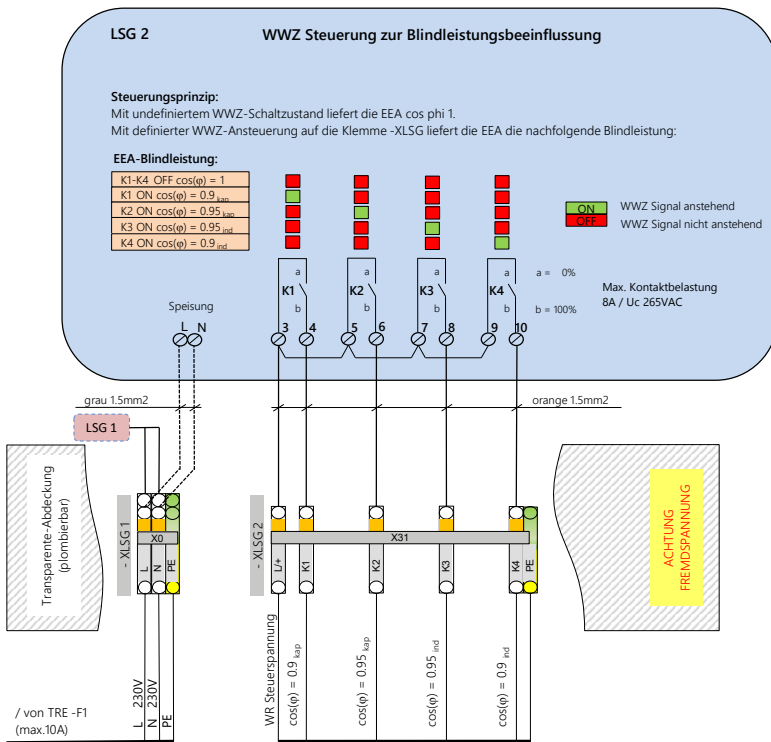 LSG 2
WWZ Steuerung zur Blindleistungsbeeinflussung
Steuerungsprinzip:
Mit undefiniertem WWZ-Schaltzustand liefert die EEA cos phi 1.
Mit definierter WWZ-Ansteuerung auf die Klemme -XLSG liefert die EEA die nachfolgende Blindleistung:
EEA-Blindleistung:
K1-K4 OFF cos(φ) = 1
K1 ON cos(φ) = 0.9 kap
K2 ON cos(φ) = 0.95 kap
K3 ON cos(φ) = 0.95 ind
K4 ON cos(φ) = 0.9 ind
ON WWZ Signal anstehend
OFF WWZ Signal nicht anstehend
a a a a a = 0%
K1 K2 K3 K4
Max. Kontaktbelastung
8A / Uc 265VAC
b b b b b = 100%
Speisung
L N 3 4 5 6 7 8 9 10
grau 1.5mm2
orange 1.5mm2
LSG 1
Transparente-Abdeckung
(plombierbar)
- XLSG 1
X0
L N PE
- XLSG 2
X31
L/+ K1 K2 K3 K4 PE
ACHTUNG
FREMDSPANNUNG
L 230V
N 230V
PE
WR Steuerspannung
cos(φ) = 0.9 kap
cos(φ) = 0.95 kap
cos(φ) = 0.95 ind
cos(φ) = 0.9 ind
/ von TRE -F1
(max.10A)